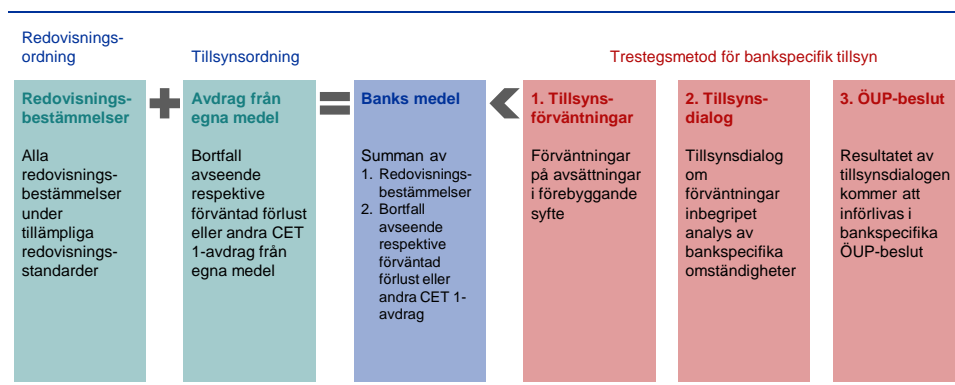 Redovisnings-
ordning
Tillsynsordning
Trestegsmetod för bankspecifik tillsyn
Redovisnings-
bestämmelser
Alla
redovisnings-
bestämmelser
under
tillämpliga
redovisnings-
standarder
Avdrag från
egna medel
Bortfall
avseende
respektive
förväntad förlust
eller andra CET
1-avdrag från
egna medel
Banks medel
Summan av
1. Redovisnings-
bestämmelser
2. Bortfall
avseende
respektive
förväntad
förlust eller
andra CET 1-
avdrag
1. Tillsyns-
förväntningar
Förväntningar
på avsättningar
i förebyggande
syfte
2. Tillsyns-
dialog
Tillsynsdialog
om
förväntningar
inbegripet
analys av
bankspecifika
omständigheter
3. ÖUP-beslut
Resultatet av
tillsynsdialogen
kommer att
införlivas i
bankspecifika
ÖUP-beslut